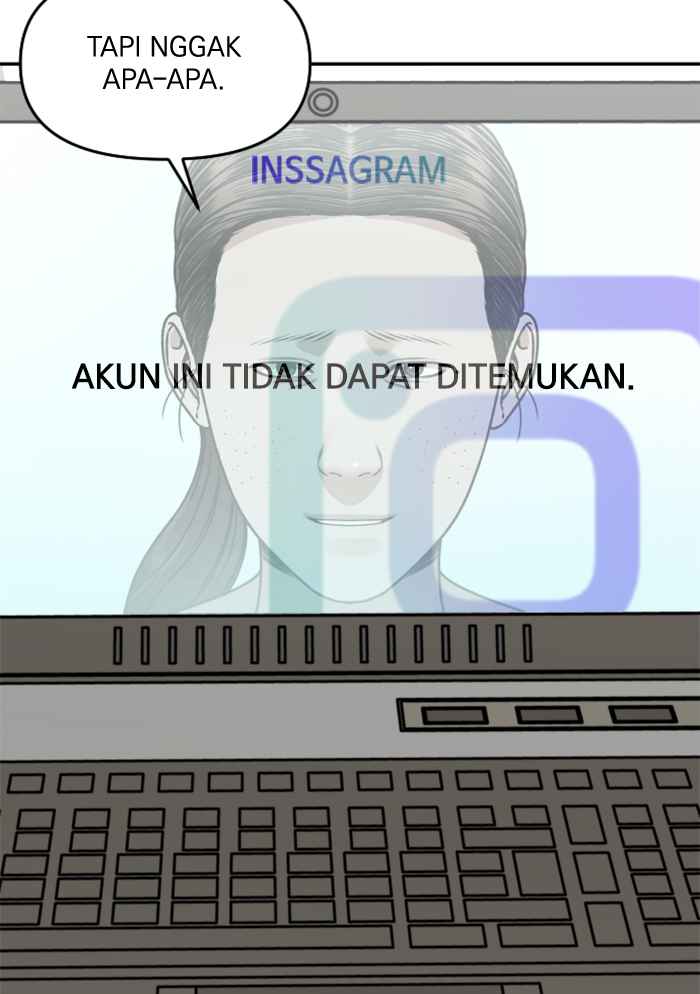 TAPI NGGAK
APA-APA.
INSSAGRAM
AKUN INI TIDAK DAPAT DITEMUKAN.